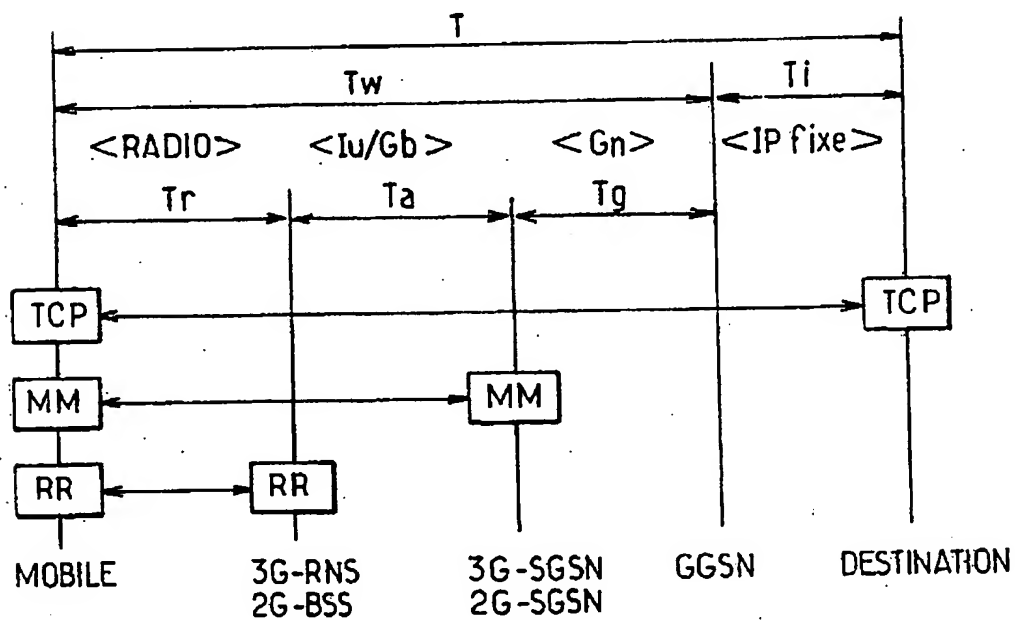 T
Tw Ti
<RADIO> <Iu/Gb> <Gn> <IP fixe>
Tr Ta Tg
TCP TCP
MM MM
RR RR
MOBILE 3G-RNS 3G-SGSN GGSN DESTINATION
2G-BSS 2G-SGSN